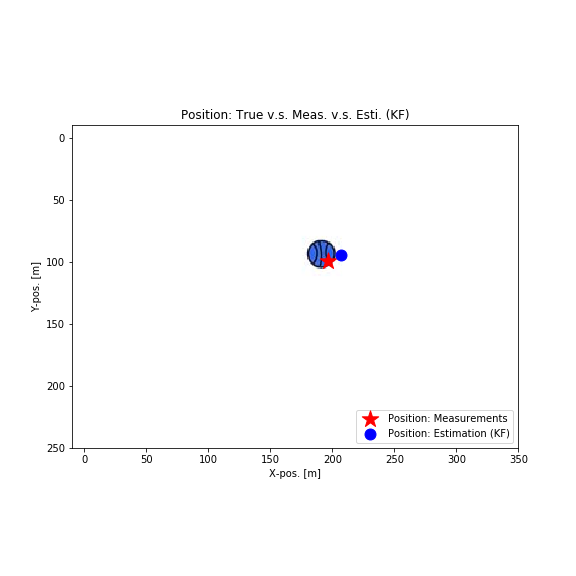 Position: True v.s. Meas. v.s. Esti. (KF)
0
50
100
150
200
250
Y-pos. [m]
Position: Measurements
Position: Estimation (KF)
0
50
100
150
200
250
300
350
X-pos. [m]